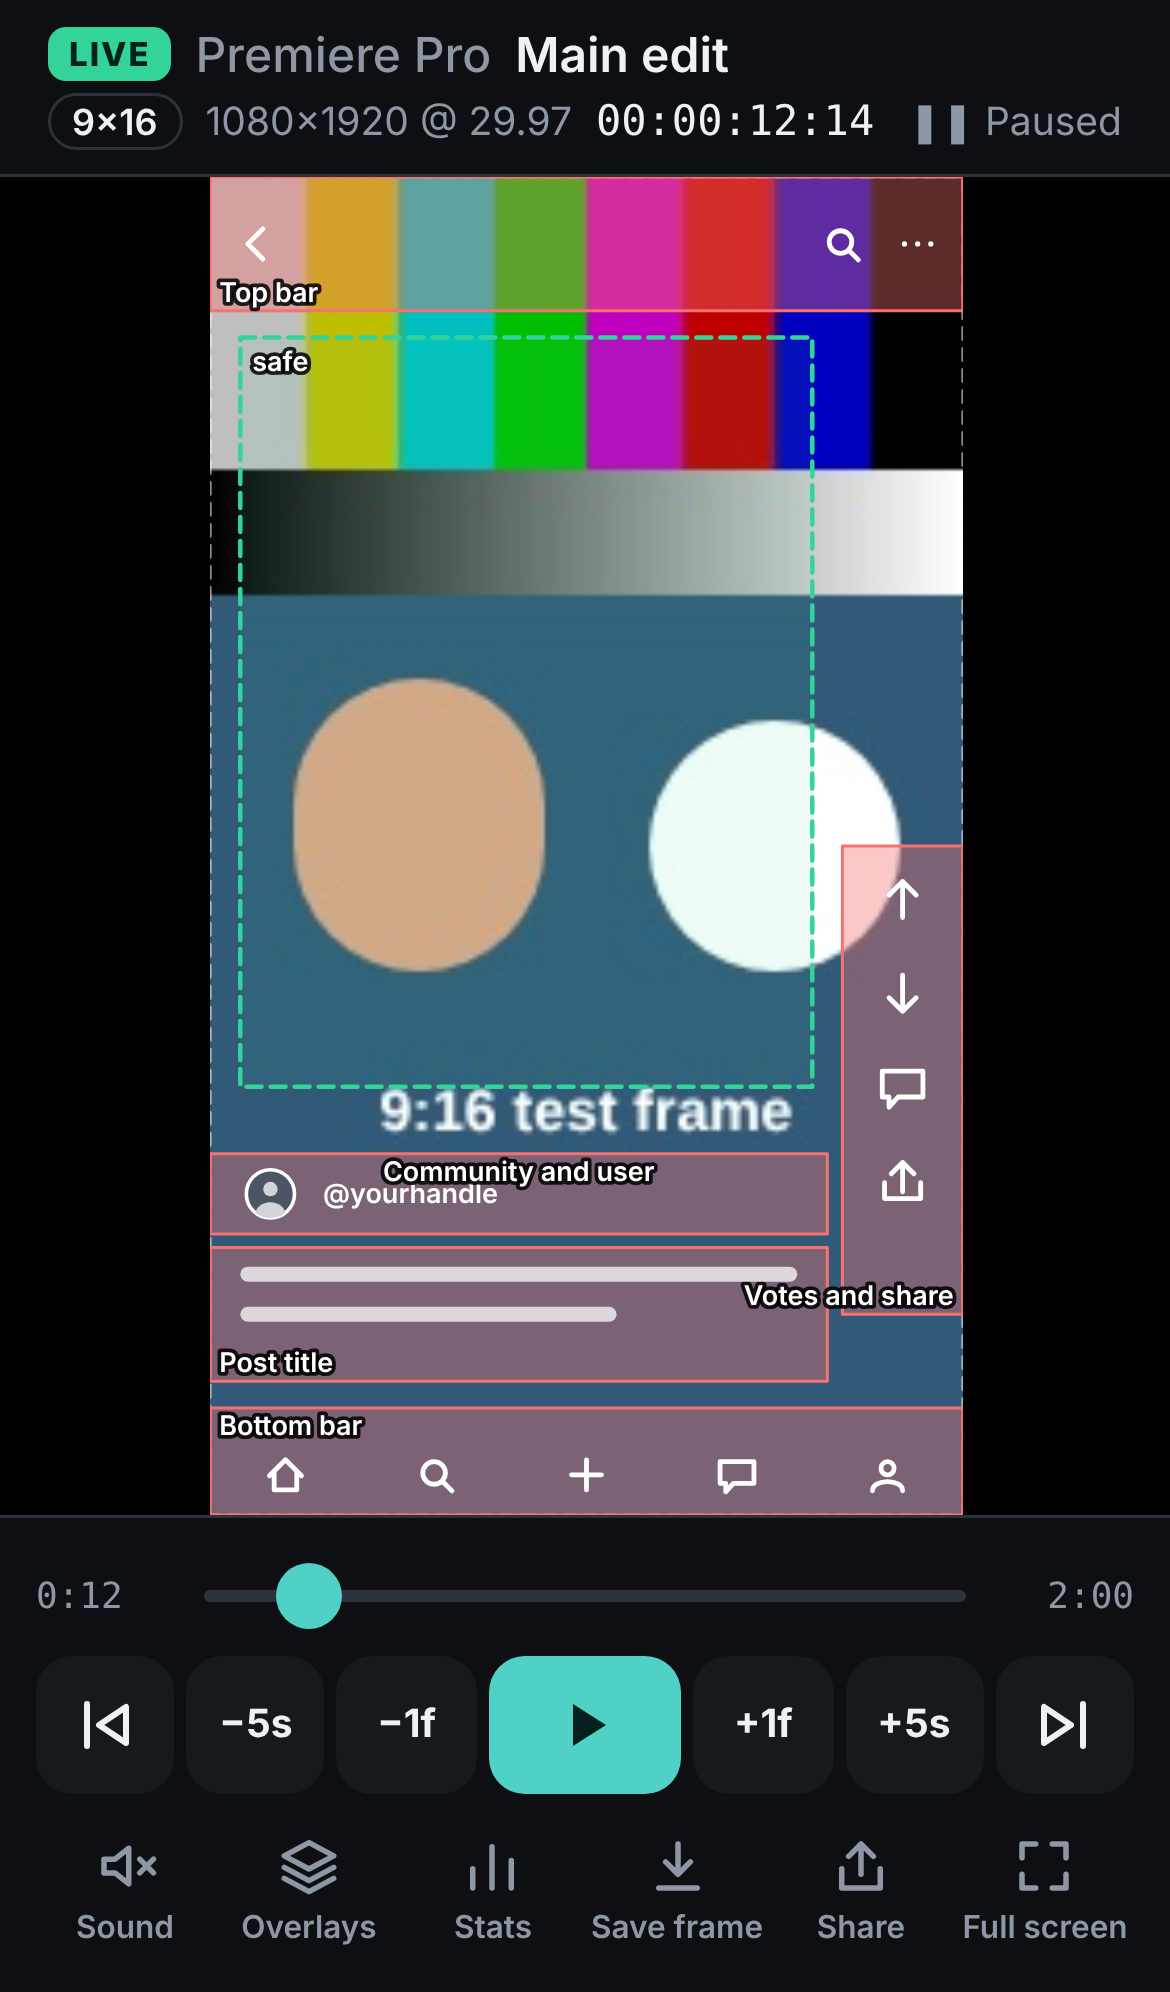 LIVE Premiere Pro Main edit
9×16 1080×1920 @ 29.97 00:00:12:14 Paused
Top bar
safe
9:16 test frame
Community and user
@yourhandle
Votes and share
Post title
Bottom bar
0:12 2:00
−5s −1f +1f +5s
Sound Overlays Stats Save frame Share Full screen